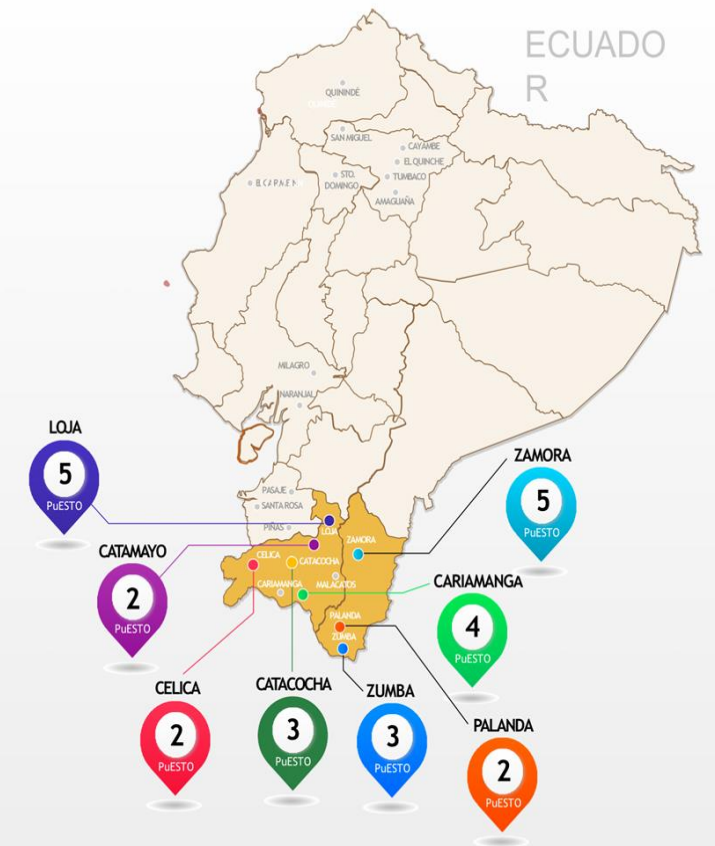 ECUADO
R
QUININDÉ
SAN MIGUEL
CAYAMBE
EL QUINCHE
STO.
DOMINGO
TUMBACO
AMAGUAÑA
MILAGRO
NARANJAL
LOJA
5
PuESTO
ZAMORA
5
PuESTO
PASAJE
SANTA ROSA
PIÑAS
LOJA
ZAMORA
CATAMAYO
2
PuESTO
CELICA
CATACOCHA
CARIAMANGA
MALACATOS
CARIAMANGA
4
PuESTO
PALANDA
ZUMBA
CELICA
2
PuESTO
CATACOCHA
3
PuESTO
ZUMBA
3
PuESTO
PALANDA
2
PuESTO